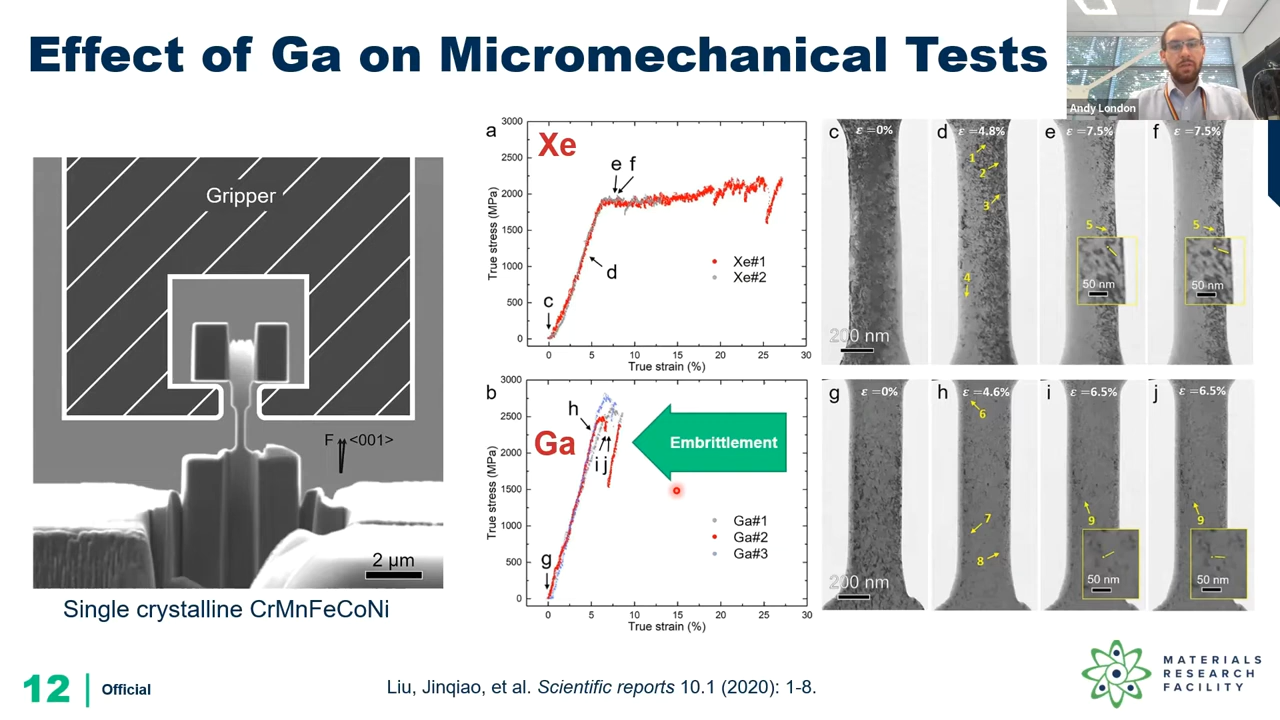 Effect of Ga on Micromechanical Tests
Andy London
Gripper
F <001>
2 μm
Single crystalline CrMnFeCoNi
a
Xe
True stress (MPa)
3000
2500
2000
1500
1000
500
0
c
d
e f
Xe#1
Xe#2
0 5 10 15 20 25 30
True strain (%)
b
Ga
True stress (MPa)
3000
2500
2000
1500
1000
500
0
g
h
i j
Embrittlement
Ga#1
Ga#2
Ga#3
0 5 10 15 20 25 30
True strain (%)
c ε=0%
200 nm
d ε=4.8%
1
2
3
4
e ε=7.5%
5
50 nm
f ε=7.5%
5
50 nm
g ε=0%
200 nm
h ε=4.6%
6
7
8
i ε=6.5%
9
50 nm
j ε=6.5%
9
50 nm
12 Official
Liu, Jinqiao, et al. Scientific reports 10.1 (2020): 1-8.
MATERIALS
RESEARCH
FACILITY